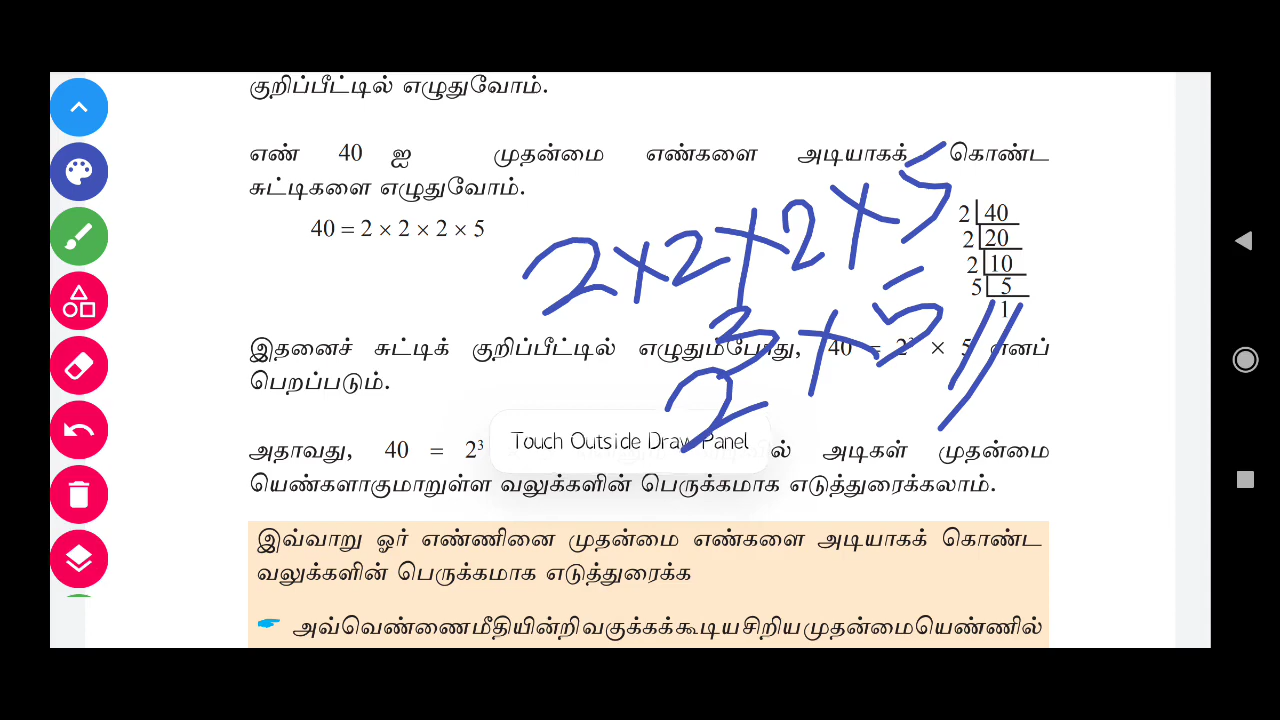 குறிப்பீட்டில் எழுதுவோம்.
எண் 40 ஐ முதன்மை எண்களை அடியாகக் கொண்ட
சுட்டிகளை எழுதுவோம்.
40 = 2 × 2 × 2 × 5
2 40
2 20
2 10
5 5
1
2 × 2 × 2 × 5
2³ × 5
இதனைச் சுட்டிக் குறிப்பீட்டில் எழுதும்போது, 40 = 2³ × 5 எனப்
பெறப்படும்.
Touch Outside Draw Panel
அதாவது, 40 = 2³ அடிகள் முதன்மை
யெண்களாகுமாறுள்ள வலுக்களின் பெருக்கமாக எடுத்துரைக்கலாம்.
இவ்வாறு ஓர் எண்ணினை முதன்மை எண்களை அடியாகக் கொண்ட
வலுக்களின் பெருக்கமாக எடுத்துரைக்க
அவ்வெண்ணைமீதியின்றிவகுக்கக்கூடியசிறியமுதன்மையெண்ணில்